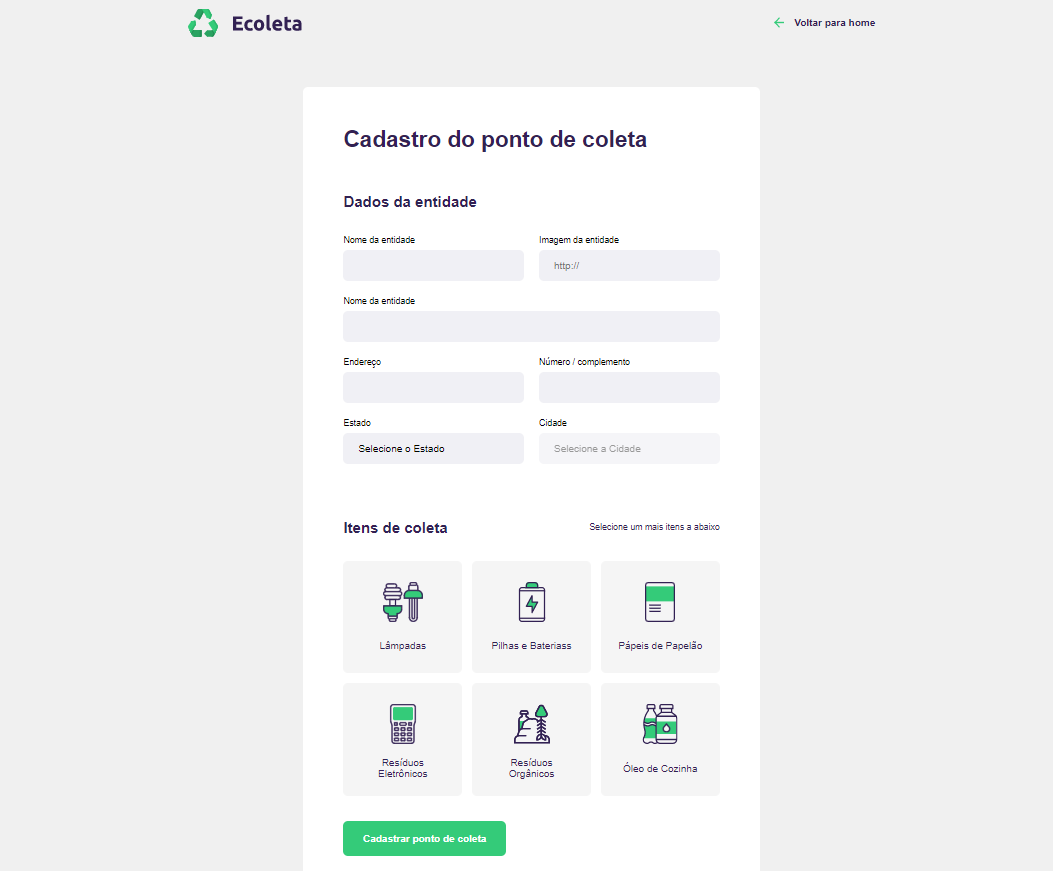 Ecoleta
Voltar para home
Cadastro do ponto de coleta
Dados da entidade
Nome da entidade
Imagem da entidade
http://
Nome da entidade
Endereço
Número / complemento
Estado
Cidade
Selecione o Estado
Selecione a Cidade
Itens de coleta
Selecione um mais itens a abaixo
Lâmpadas
Pilhas e Bateriass
Pápeis de Papelão
Resíduos
Eletrônicos
Resíduos
Orgânicos
Óleo de Cozinha
Cadastrar ponto de coleta